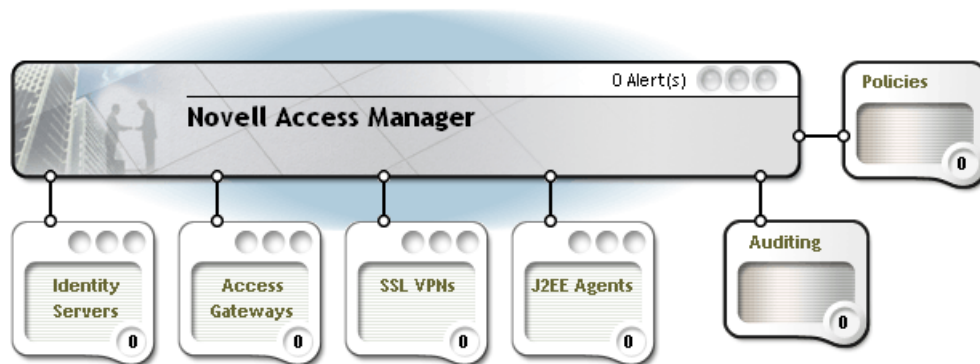 0 Alert(s)
Novell Access Manager
Policies
0
Identity
Servers
0
Access
Gateways
0
SSL VPNs
0
J2EE Agents
0
Auditing
0